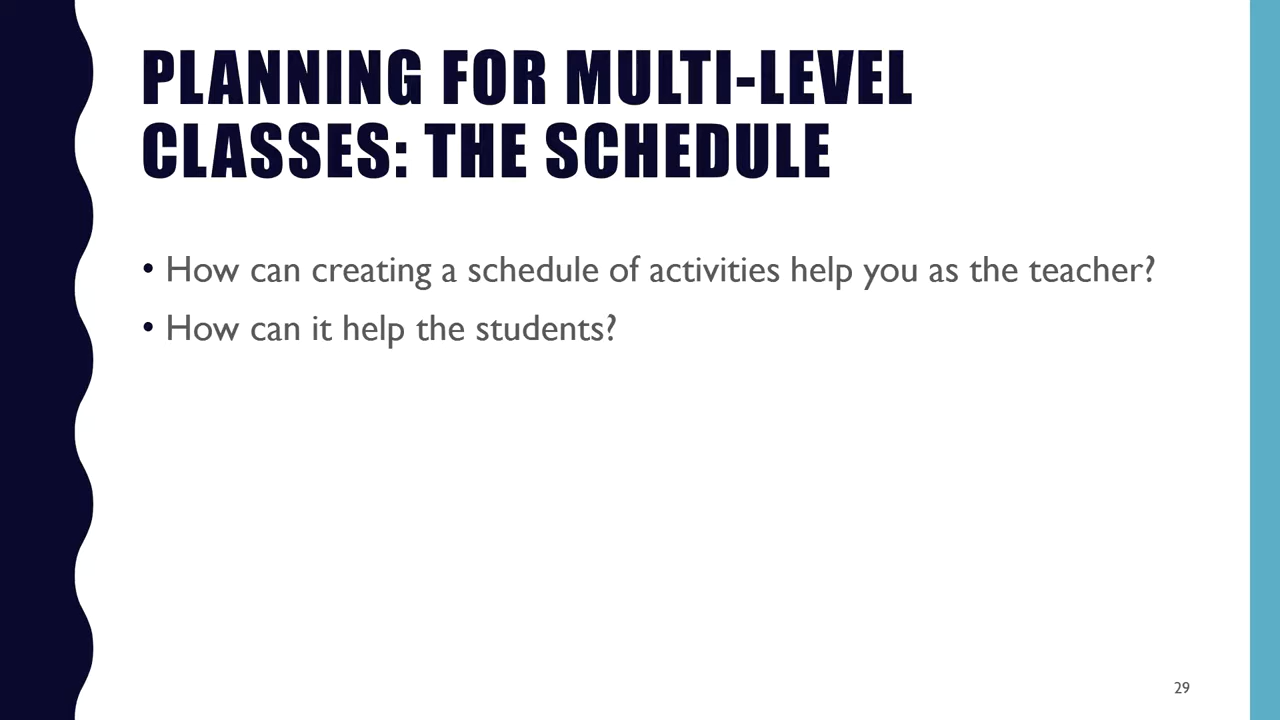 PLANNING FOR MULTI-LEVEL
CLASSES: THE SCHEDULE
• How can creating a schedule of activities help you as the teacher?
• How can it help the students?
29